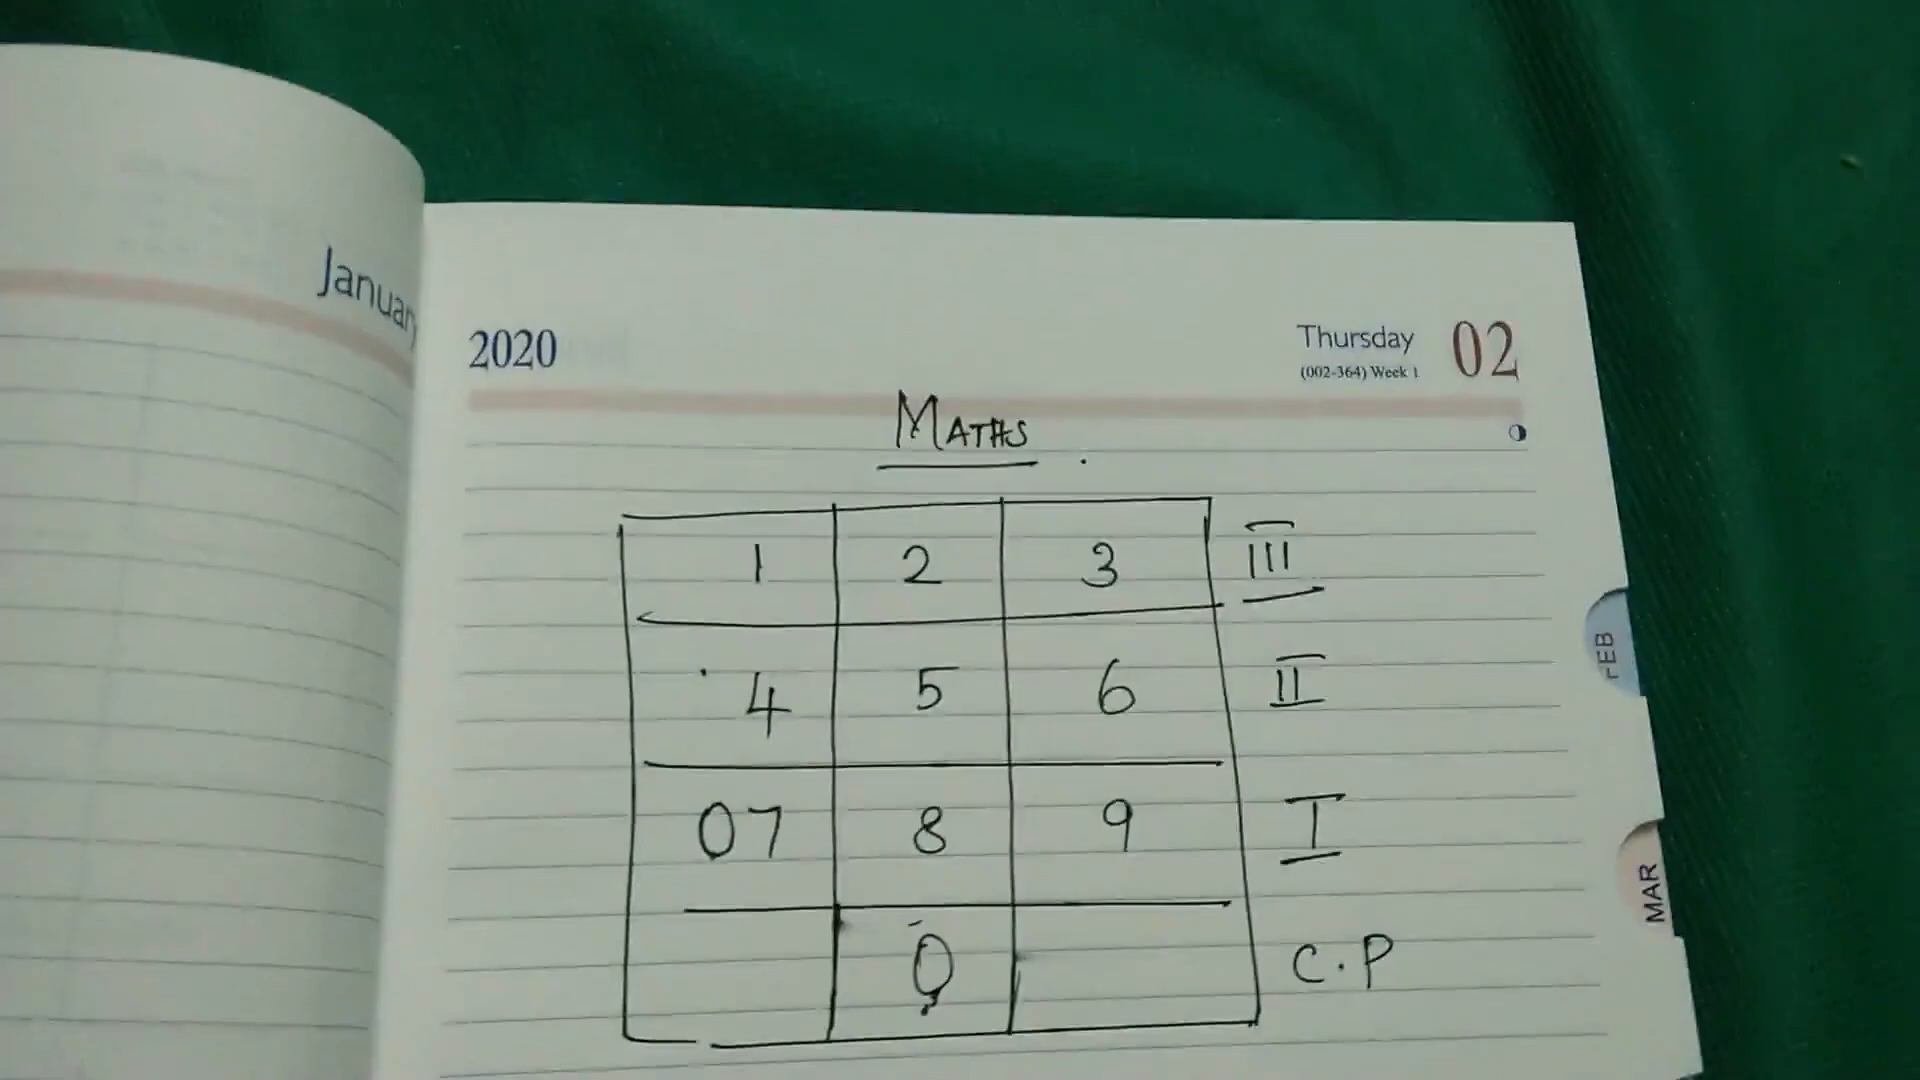 January
2020 Thursday 02
(002-364) Week 1
MATHS
1 2 3 III
4 5 6 II
FEB
07 8 9 I
MAR
0 C.P